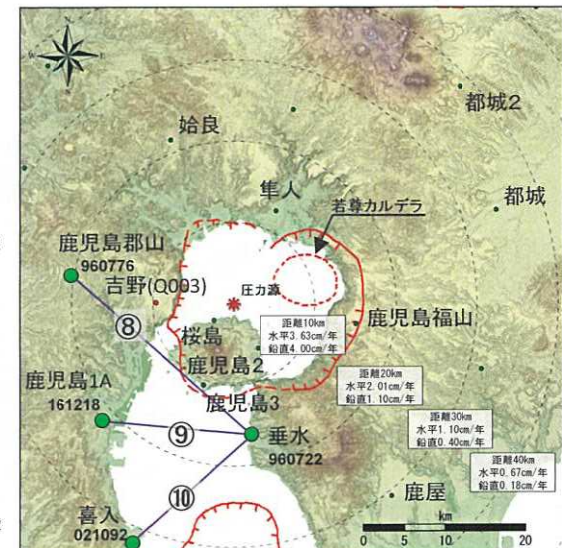 N
E
S
W
都城2
姶良
都城
隼人
若尊カルデラ
鹿児島郡山
960776
吉野(Q003)
圧力源
⑧
桜島
距離10km
水平3.63cm/年
鉛直4.00cm/年
鹿児島福山
鹿児島2
距離20km
水平2.01cm/年
鉛直1.10cm/年
鹿児島1A
161218
鹿児島3
距離30km
水平1.10cm/年
鉛直0.40cm/年
⑨
垂水
960722
距離40km
水平0.67cm/年
鉛直0.18cm/年
⑩
鹿屋
喜入
021092
km
0 10 20